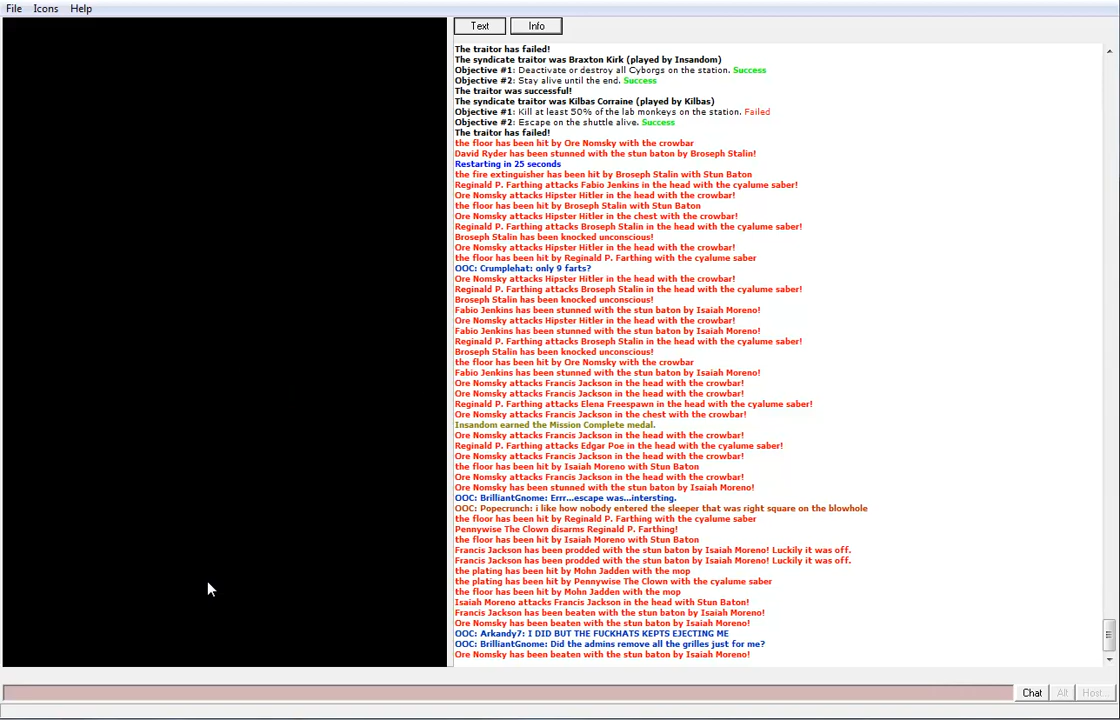 File Icons Help
Text Info
The traitor has failed!
The syndicate traitor was Braxton Kirk (played by Insandom)
Objective #1: Deactivate or destroy all Cyborgs on the station. Success
Objective #2: Stay alive until the end. Success
The traitor was successful!
The syndicate traitor was Kilbas Corraine (played by Kilbas)
Objective #1: Kill at least 50% of the lab monkeys on the station. Failed
Objective #2: Escape on the shuttle alive. Success
The traitor has failed!
the floor has been hit by Ore Nomsky with the crowbar
David Ryder has been stunned with the stun baton by Broseph Stalin!
Restarting in 25 seconds
the fire extinguisher has been hit by Broseph Stalin with Stun Baton
Reginald P. Farthing attacks Fabio Jenkins in the head with the cyalume saber!
Ore Nomsky attacks Hipster Hitler in the head with the crowbar!
the floor has been hit by Broseph Stalin with Stun Baton
Ore Nomsky attacks Hipster Hitler in the chest with the crowbar!
Reginald P. Farthing attacks Broseph Stalin in the head with the cyalume saber!
Broseph Stalin has been knocked unconscious!
Ore Nomsky attacks Hipster Hitler in the head with the crowbar!
the floor has been hit by Reginald P. Farthing with the cyalume saber
OOC: Crumplehat: only 9 farts?
Ore Nomsky attacks Hipster Hitler in the head with the crowbar!
Reginald P. Farthing attacks Broseph Stalin in the head with the cyalume saber!
Broseph Stalin has been knocked unconscious!
Fabio Jenkins has been stunned with the stun baton by Isaiah Moreno!
Ore Nomsky attacks Hipster Hitler in the head with the crowbar!
Fabio Jenkins has been stunned with the stun baton by Isaiah Moreno!
Reginald P. Farthing attacks Broseph Stalin in the head with the cyalume saber!
Broseph Stalin has been knocked unconscious!
the floor has been hit by Ore Nomsky with the crowbar
Fabio Jenkins has been stunned with the stun baton by Isaiah Moreno!
Ore Nomsky attacks Francis Jackson in the head with the crowbar!
Ore Nomsky attacks Francis Jackson in the head with the crowbar!
Reginald P. Farthing attacks Elena Freespawn in the head with the cyalume saber!
Ore Nomsky attacks Francis Jackson in the chest with the crowbar!
Insandom earned the Mission Complete medal.
Ore Nomsky attacks Francis Jackson in the head with the crowbar!
Reginald P. Farthing attacks Edgar Poe in the head with the cyalume saber!
Ore Nomsky attacks Francis Jackson in the head with the crowbar!
the floor has been hit by Isaiah Moreno with Stun Baton
Ore Nomsky attacks Francis Jackson in the head with the crowbar!
Ore Nomsky has been stunned with the stun baton by Isaiah Moreno!
OOC: BrilliantGnome: Errr...escape was...intersting.
OOC: Popecrunch: i like how nobody entered the sleeper that was right square on the blowhole
the floor has been hit by Reginald P. Farthing with the cyalume saber
Pennywise The Clown disarms Reginald P. Farthing!
the floor has been hit by Isaiah Moreno with Stun Baton
Francis Jackson has been prodded with the stun baton by Isaiah Moreno! Luckily it was off.
Francis Jackson has been prodded with the stun baton by Isaiah Moreno! Luckily it was off.
the plating has been hit by Mohn Jadden with the mop
the plating has been hit by Pennywise The Clown with the cyalume saber
the floor has been hit by Mohn Jadden with the mop
Isaiah Moreno attacks Francis Jackson in the head with Stun Baton!
Francis Jackson has been beaten with the stun baton by Isaiah Moreno!
Ore Nomsky has been beaten with the stun baton by Isaiah Moreno!
OOC: Arkandy7: I DID BUT THE FUCKHATS KEPTS EJECTING ME
OOC: BrilliantGnome: Did the admins remove all the grilles just for me?
Ore Nomsky has been beaten with the stun baton by Isaiah Moreno!
Chat Alt Host...